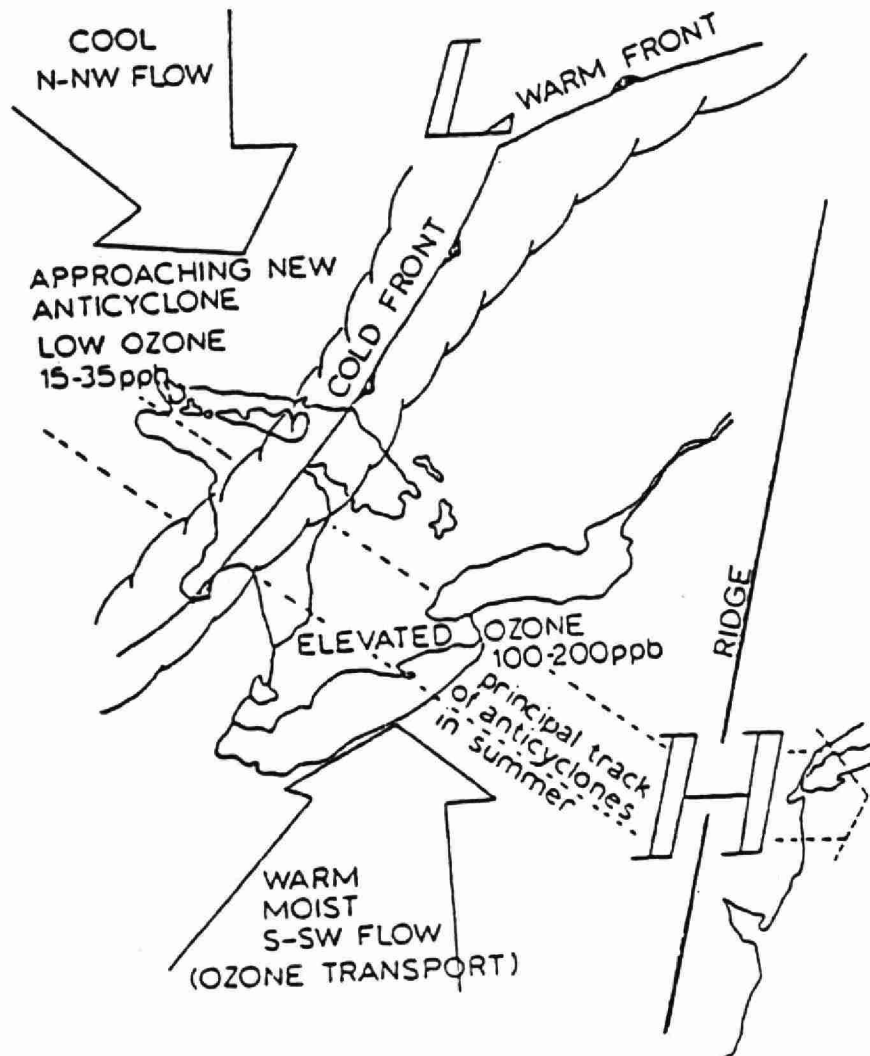 COOL
N-NW FLOW
L
WARM FRONT
COLD FRONT
APPROACHING NEW
ANTICYCLONE
LOW OZONE
15-35ppb
RIDGE
ELEVATED OZONE
100-200ppb
principal track
of anticyclones
in summer
H
WARM
MOIST
S-SW FLOW
(OZONE TRANSPORT)